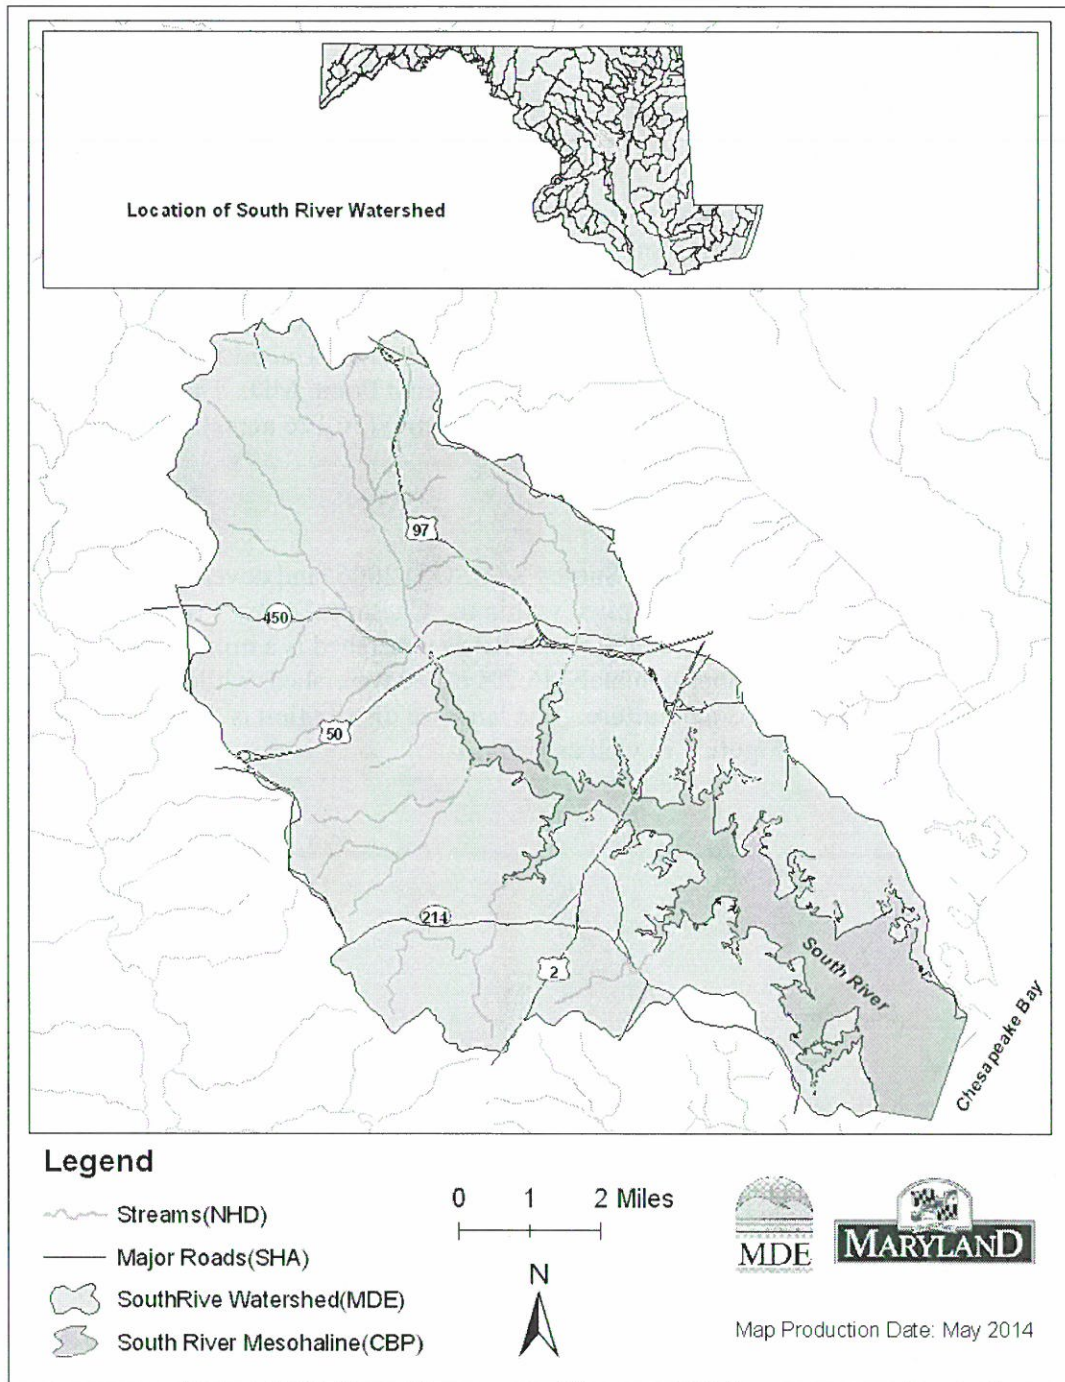 Location of South River Watershed
97
450
50
214
2
South River
Chesapeake Bay
Legend
Streams(NHD)
Major Roads(SHA)
SouthRive Watershed(MDE)
South River Mesohaline(CBP)
0 1 2 Miles
N
MDE
MARYLAND
Map Production Date: May 2014